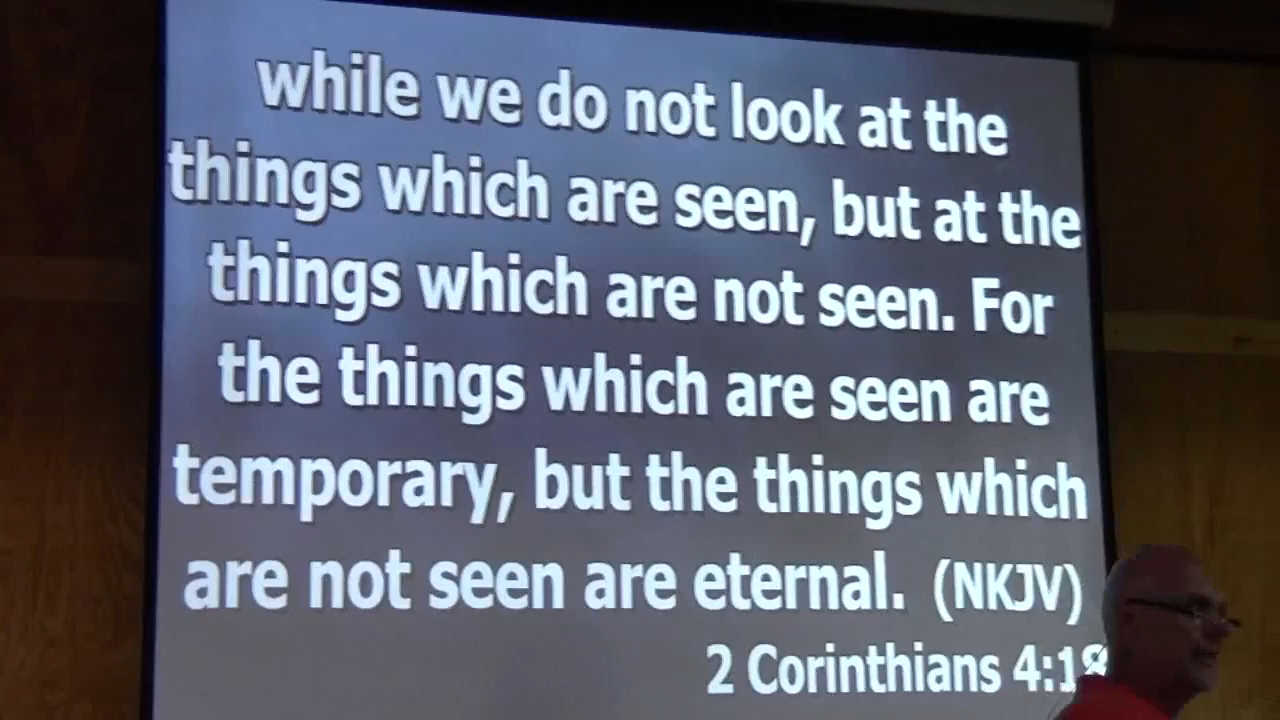 while we do not look at the
things which are seen, but at the
things which are not seen. For
the things which are seen are
temporary, but the things which
are not seen are eternal. (NKJV)
2 Corinthians 4:18